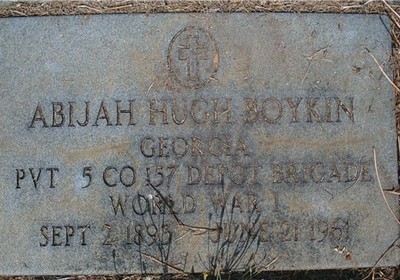 ABIJAH HUGH BOYKIN
GEORGIA
PVT 5 CO 157 DEPOT BRIGADE
WORLD WAR I
SEPT 2 1895 JUNE 21 1961